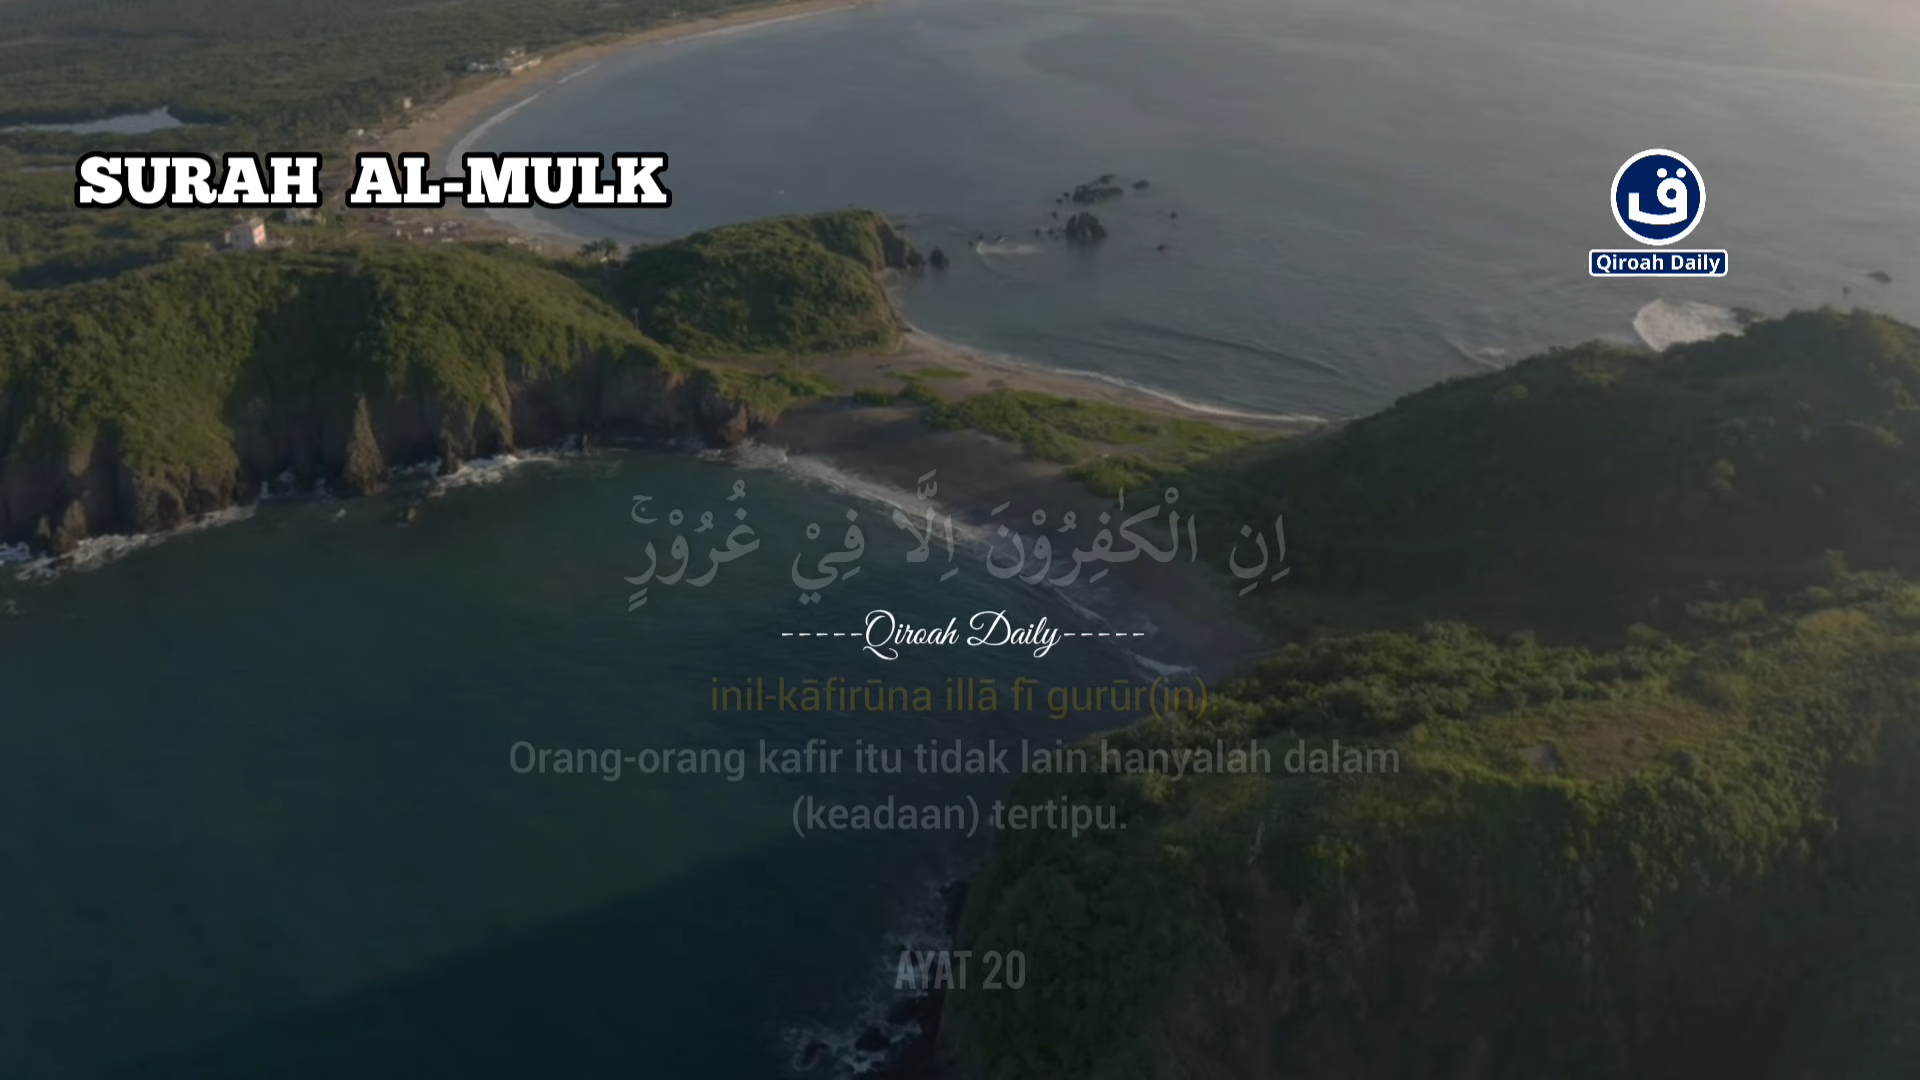 SURAH AL-MULK
ق
Qiroah Daily
اِنِ الْكٰفِرُوْنَ اِلَّا فِيْ غُرُوْرٍۚ
-----Qiroah Daily-----
inil-kāfirūna illā fī gurūr(in).
Orang-orang kafir itu tidak lain hanyalah dalam
(keadaan) tertipu.
AYAT 20